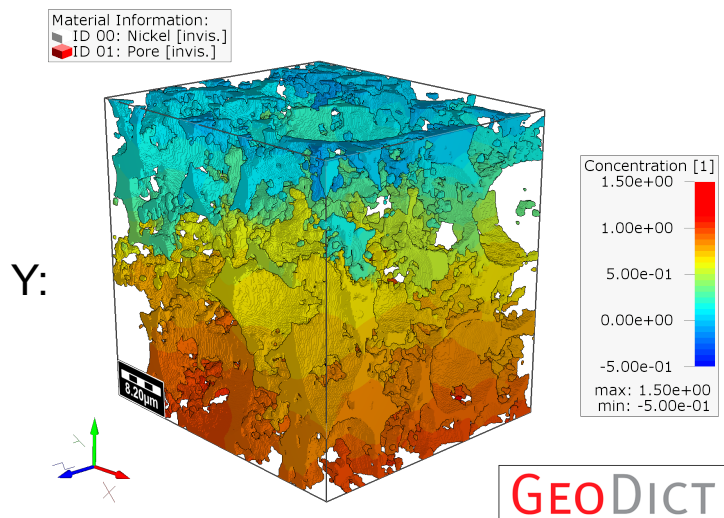 Material Information:
ID 00: Nickel [invis.]
ID 01: Pore [invis.]
Concentration [1]
1.50e+00
1.00e+00
5.00e-01
0.00e+00
-5.00e-01
max: 1.50e+00
min: -5.00e-01
Y:
8.20µm
Y
Z
X
GEODICT